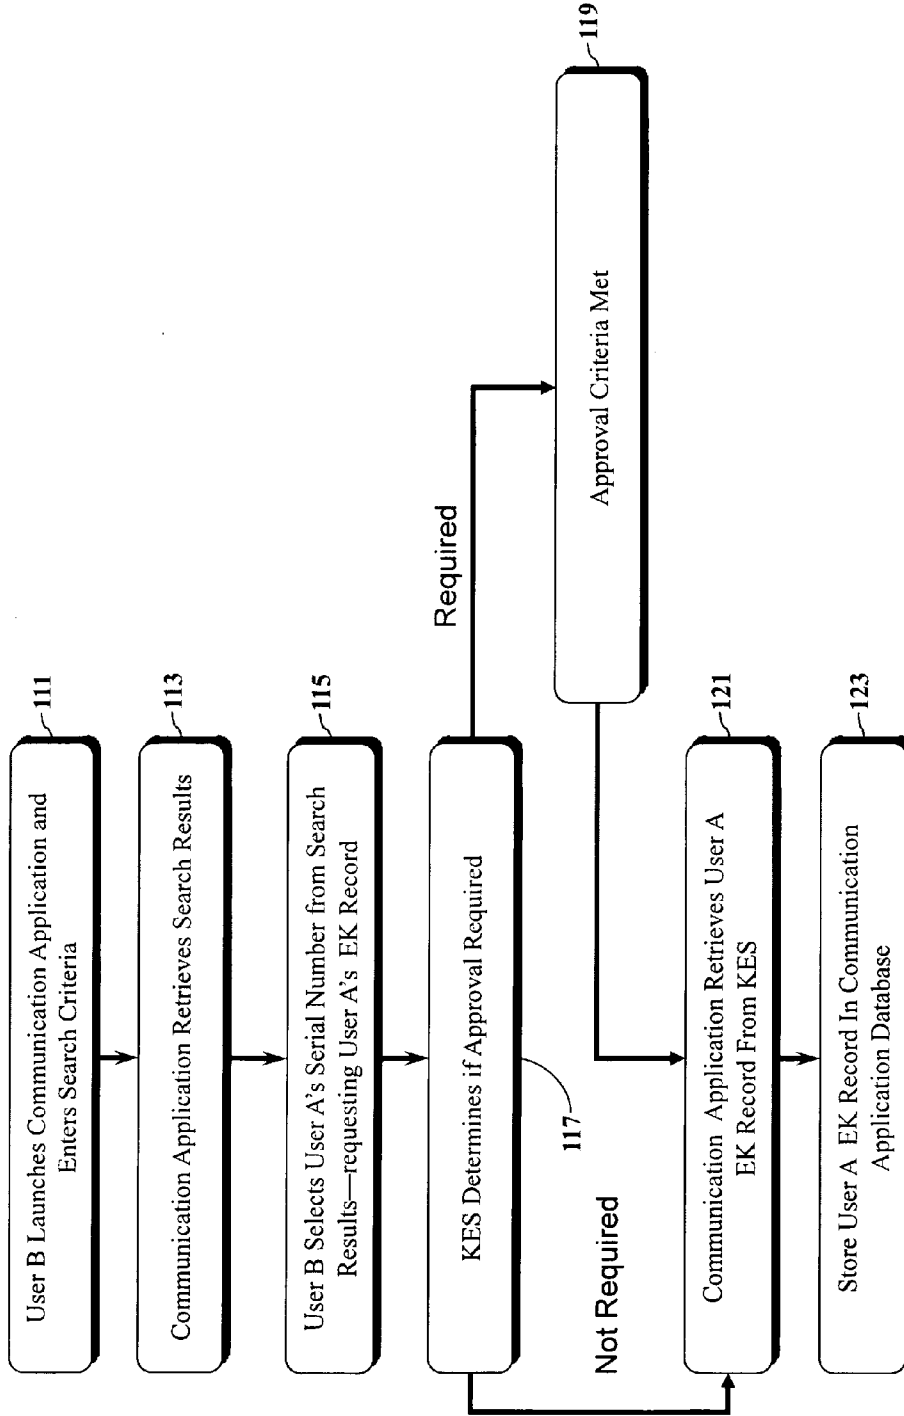 User B Launches Communication Application and
Enters Search Criteria
111
Communication Application Retrieves Search Results
113
User B Selects User A's Serial Number from Search
Results—requesting User A's EK Record
115
KES Determines if Approval Required
117
Required
Approval Criteria Met
119
Not Required
Communication Application Retrieves User A
EK Record From KES
121
Store User A EK Record In Communication
Application Database
123